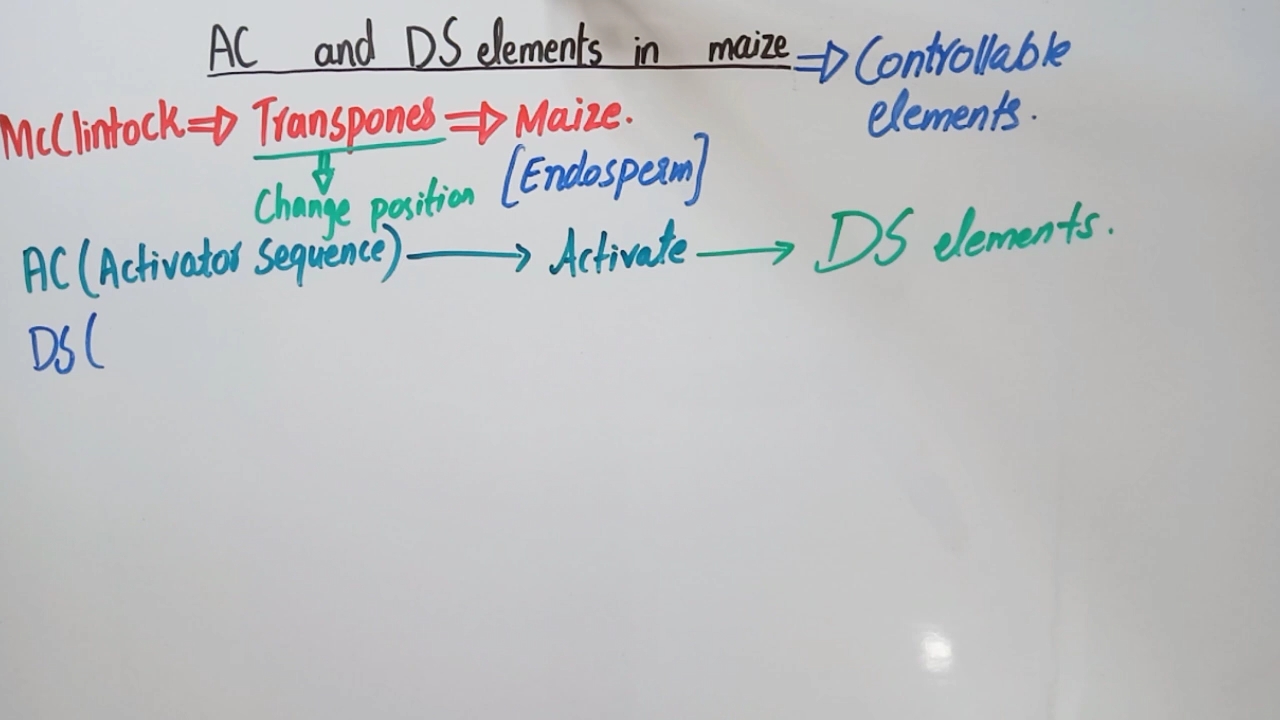 AC and DS elements in maize ⇒ Controllable
elements.
McClintock ⇒ Transpones ⇒ Maize.
[Endosperm]
Change position
AC (Activator Sequence) → Activate → DS elements.
DS (